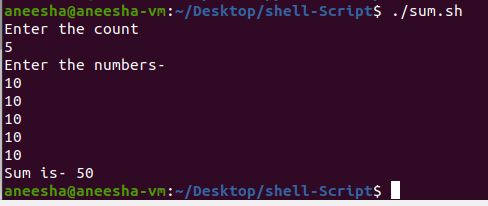 aneesha@aneesha-vm:~/Desktop/shell-Script$ ./sum.sh
Enter the count
5
Enter the numbers-
10
10
10
10
10
Sum is- 50
aneesha@aneesha-vm:~/Desktop/shell-Script$